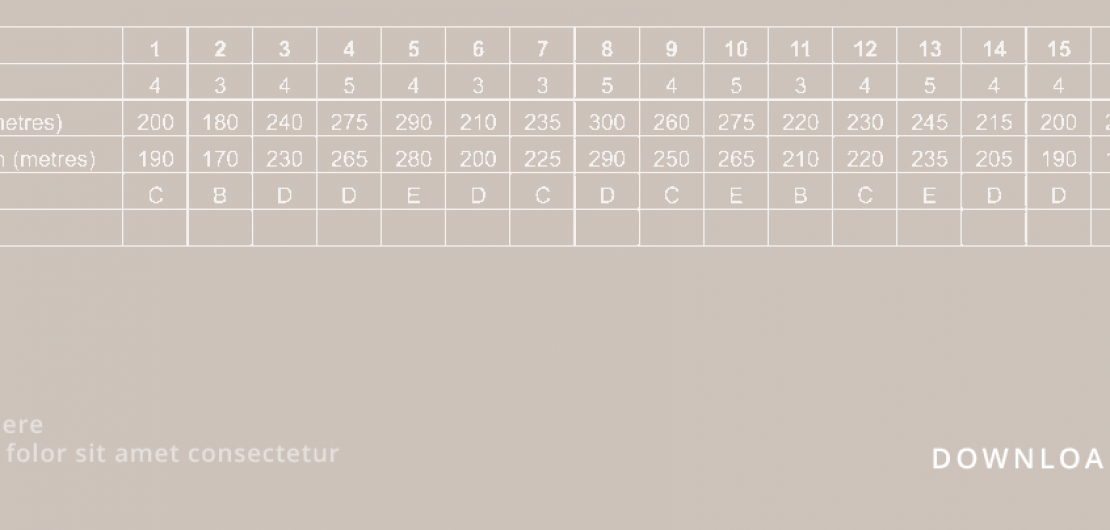 1 2 3 4 5 6 7 8 9 10 11 12 13 14 15
4 3 4 5 4 3 3 5 4 5 3 4 5 4 4
metres) 200 180 240 275 290 210 235 300 260 275 220 230 245 215 200 2
n (metres) 190 170 230 265 280 200 225 290 250 265 210 220 235 205 190
C B D D E D C D C E B C E D D
ere
folor sit amet consectetur
DOWNLOA